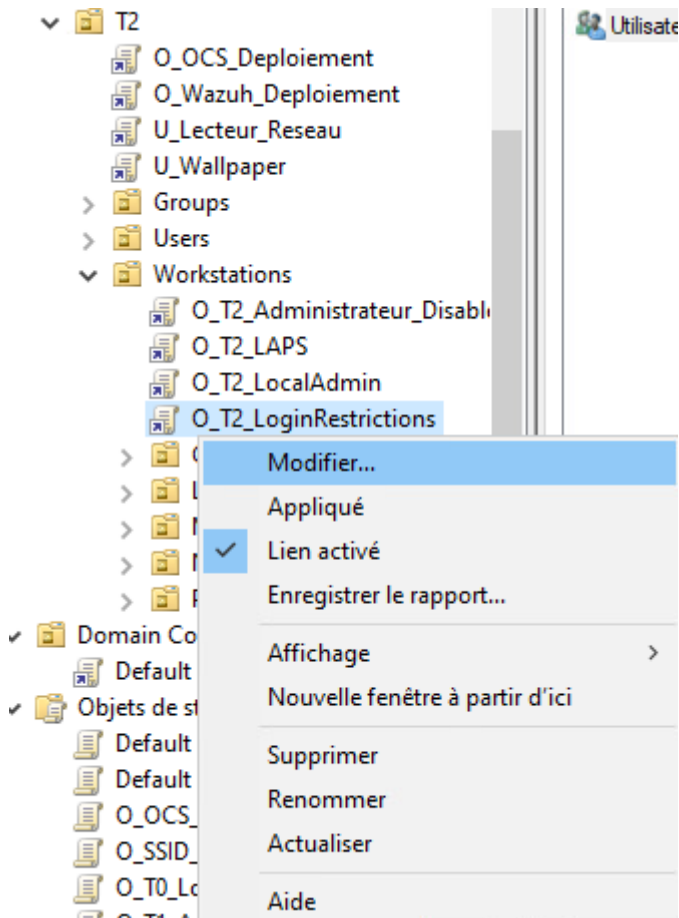 T2
Utilisate
O_OCS_Deploiement
O_Wazuh_Deploiement
U_Lecteur_Reseau
U_Wallpaper
Groups
Users
Workstations
O_T2_Administrateur_Disabl
O_T2_LAPS
O_T2_LocalAdmin
O_T2_LoginRestrictions
Modifier...
Appliqué
Lien activé
Enregistrer le rapport...
Affichage
Nouvelle fenêtre à partir d'ici
Supprimer
Renommer
Actualiser
Aide
Domain Co
Default
Objets de st
Default
Default
O_OCS_
O_SSID_
O_T0_Lo